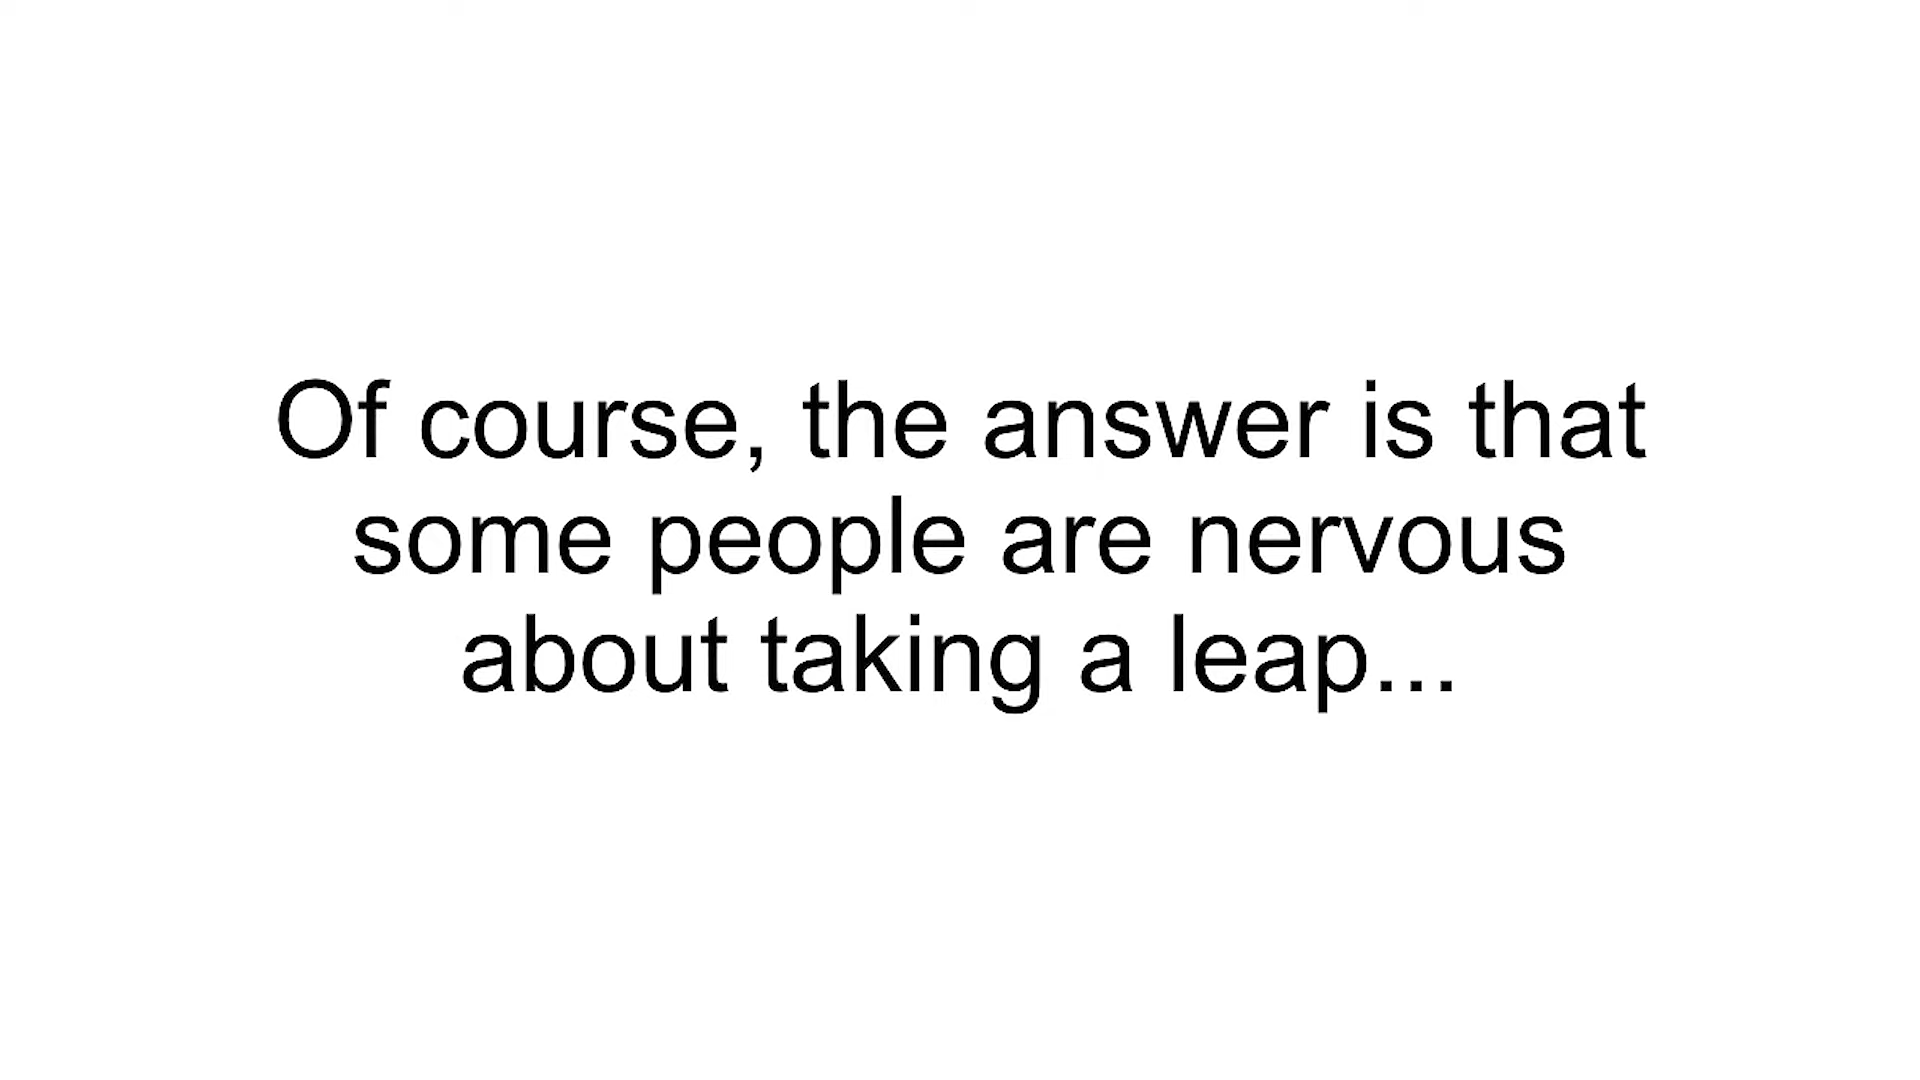 Of course, the answer is that
some people are nervous
about taking a leap...